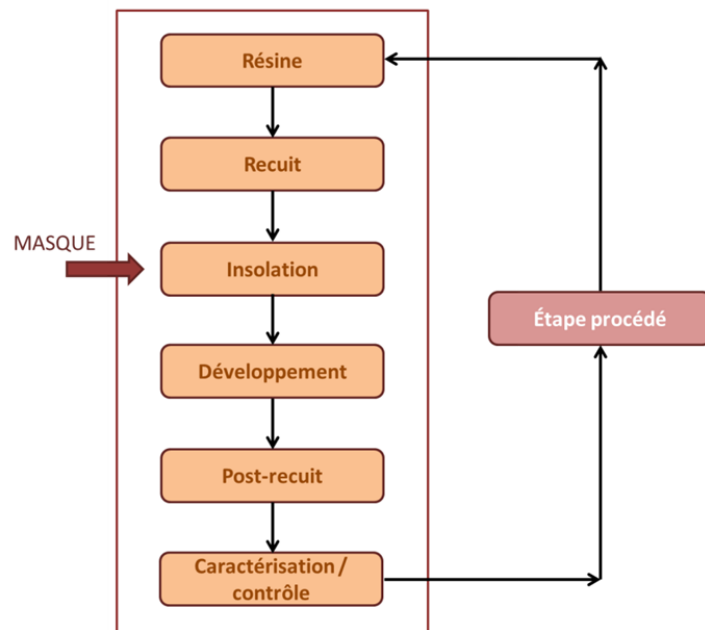 Résine
Recuit
MASQUE
Insolation
Étape procédé
Développement
Post-recuit
Caractérisation /
contrôle